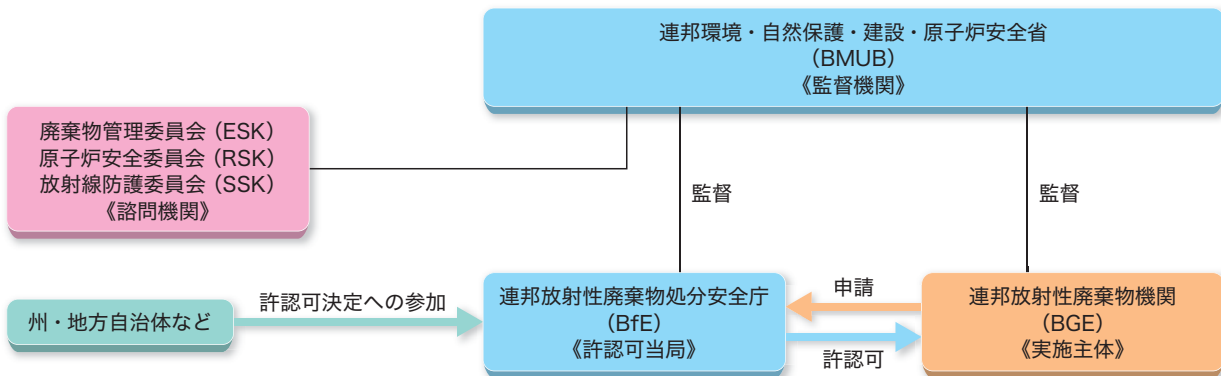 連邦環境・自然保護・建設・原子炉安全省
（BMUB）
《監督機関》
廃棄物管理委員会（ESK）
原子炉安全委員会（RSK）
放射線防護委員会（SSK）
《諮問機関》
監督
監督
州・地方自治体など
許認可決定への参加
連邦放射性廃棄物処分安全庁
（BfE）
《許認可当局》
申請
許認可
連邦放射性廃棄物機関
（BGE）
《実施主体》